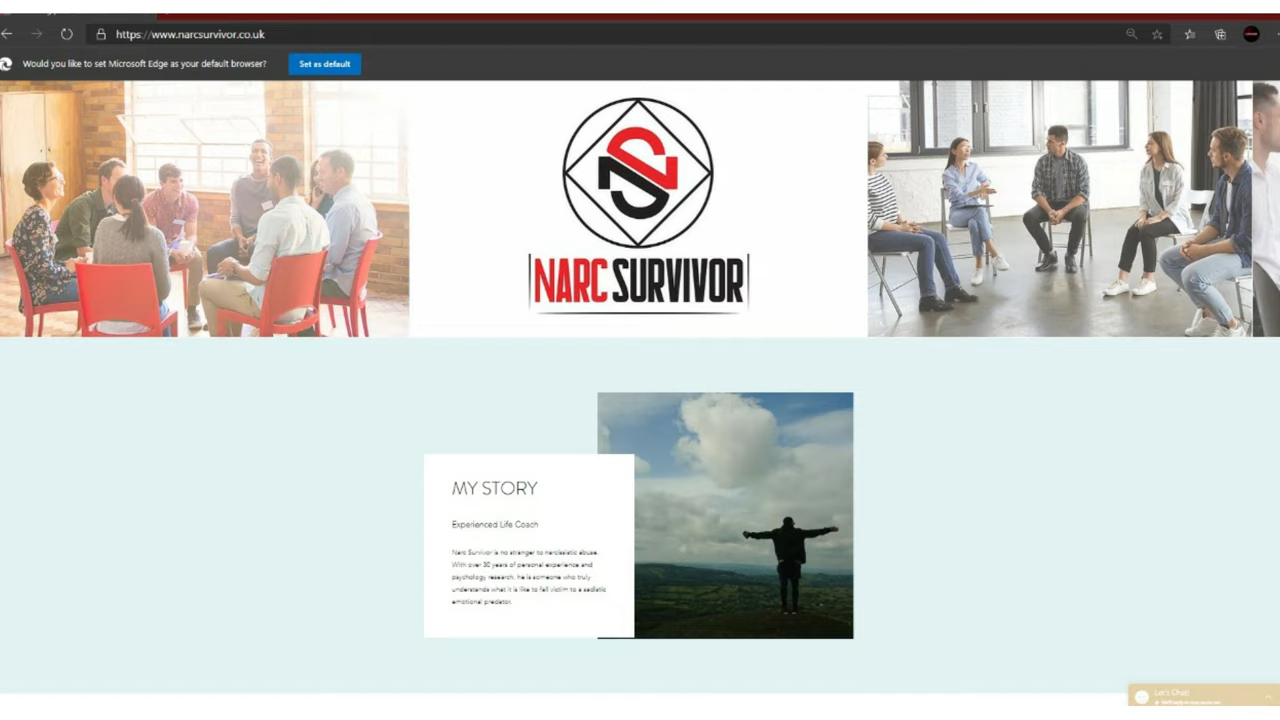 https://www.narcsurvivor.co.uk
Would you like to set Microsoft Edge as your default browser?
Set as default
NARC SURVIVOR
MY STORY
Experienced Life Coach
Narc Survivor is no stranger to narcissistic abuse.
With over 30 years of personal experience and
psychology research, he is someone who truly
understands what it is like to fall victim to a sadistic
emotional predator.
Let's Chat!